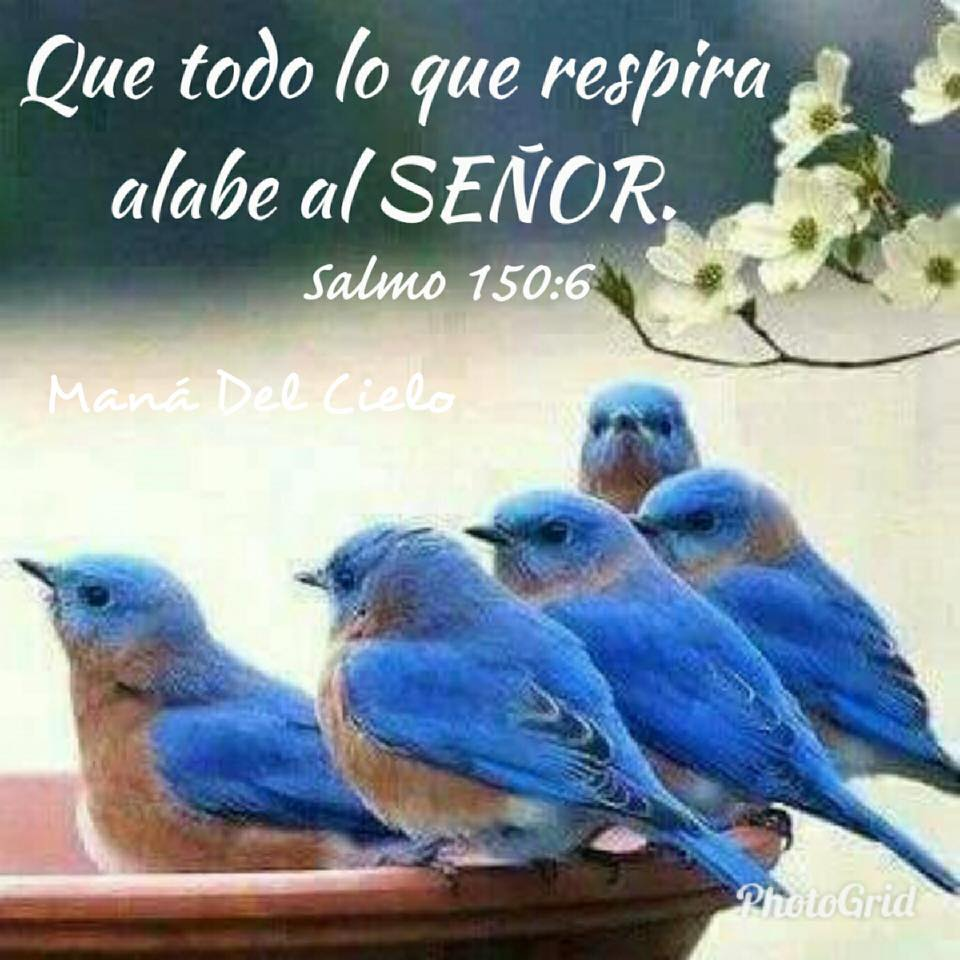 Que todo lo que respira
alabe al SEÑOR.
Salmo 150:6
Maná Del Cielo
PhotoGrid